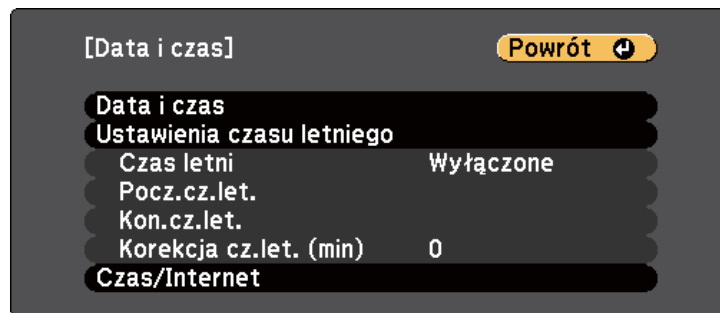 [Data i czas] Powrót
Data i czas
Ustawienia czasu letniego
Czas letni Wyłączone
Pocz.cz.let.
Kon.cz.let.
Korekcja cz.let. (min) 0
Czas/Internet